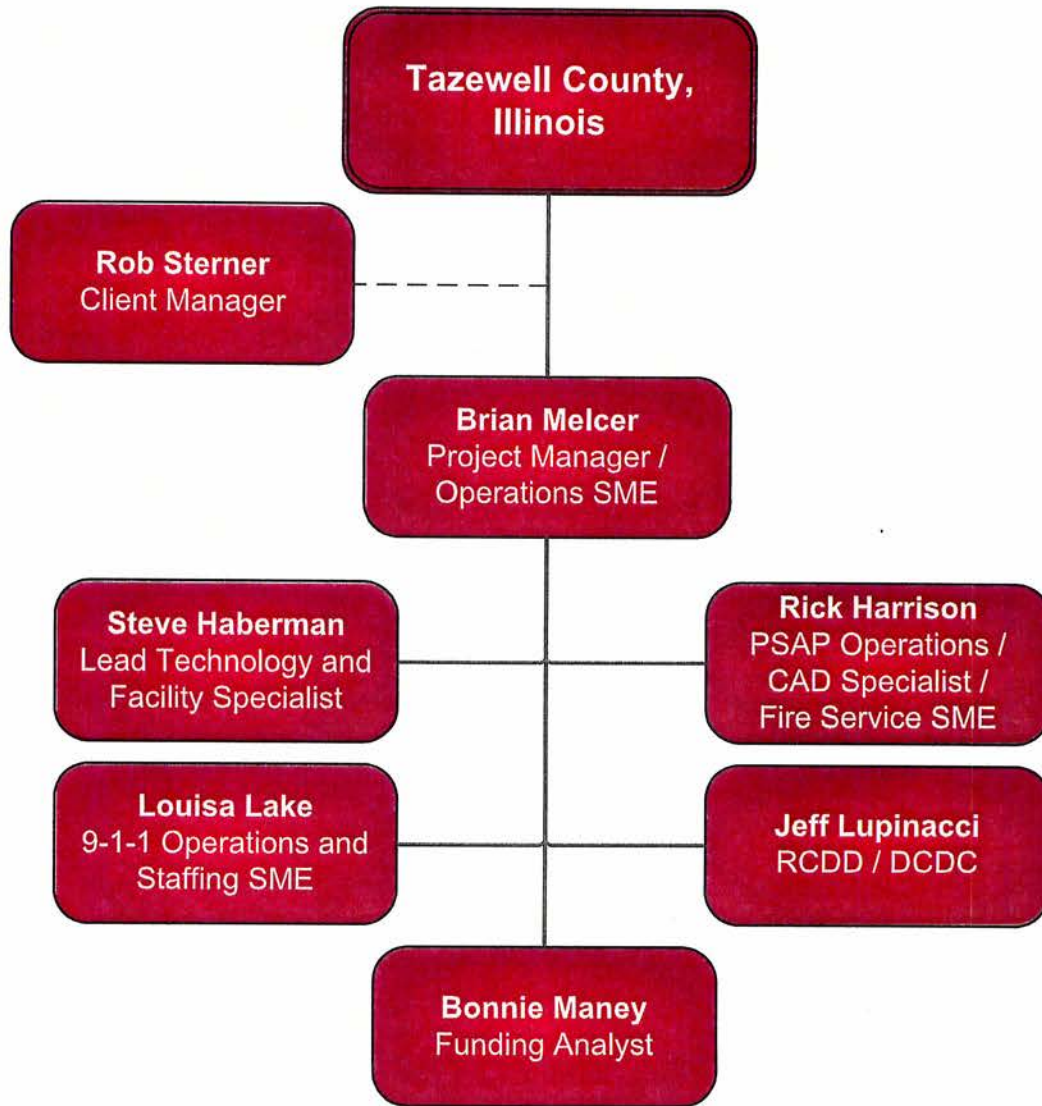 Tazewell County,
Illinois
Rob Sterner
Client Manager
Brian Melcer
Project Manager /
Operations SME
Steve Haberman
Lead Technology and
Facility Specialist
Rick Harrison
PSAP Operations /
CAD Specialist /
Fire Service SME
Louisa Lake
9-1-1 Operations and
Staffing SME
Jeff Lupinacci
RCDD / DCDC
Bonnie Maney
Funding Analyst